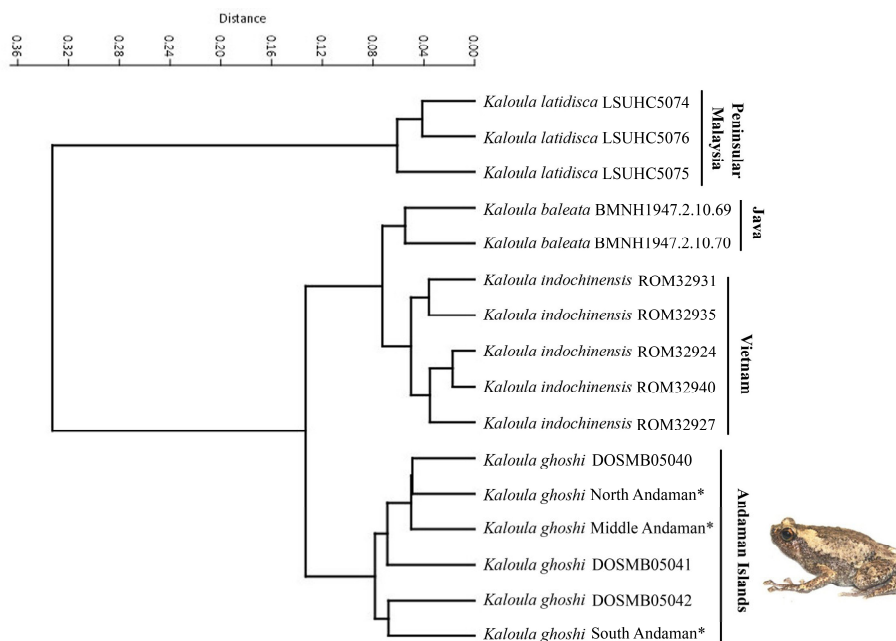 Distance
0.36 0.32 0.28 0.24 0.20 0.16 0.12 0.08 0.04 0.00
Kaloula latidisca LSUHC5074
Kaloula latidisca LSUHC5076
Kaloula latidisca LSUHC5075
Peninsular
Malaysia
Kaloula baleata BMNH1947.2.10.69
Kaloula baleata BMNH1947.2.10.70
Java
Kaloula indochinensis ROM32931
Kaloula indochinensis ROM32935
Kaloula indochinensis ROM32924
Kaloula indochinensis ROM32940
Kaloula indochinensis ROM32927
Vietnam
Kaloula ghoshi DOSMB05040
Kaloula ghoshi North Andaman*
Kaloula ghoshi Middle Andaman*
Kaloula ghoshi DOSMB05041
Kaloula ghoshi DOSMB05042
Kaloula ghoshi South Andaman*
Andaman Islands